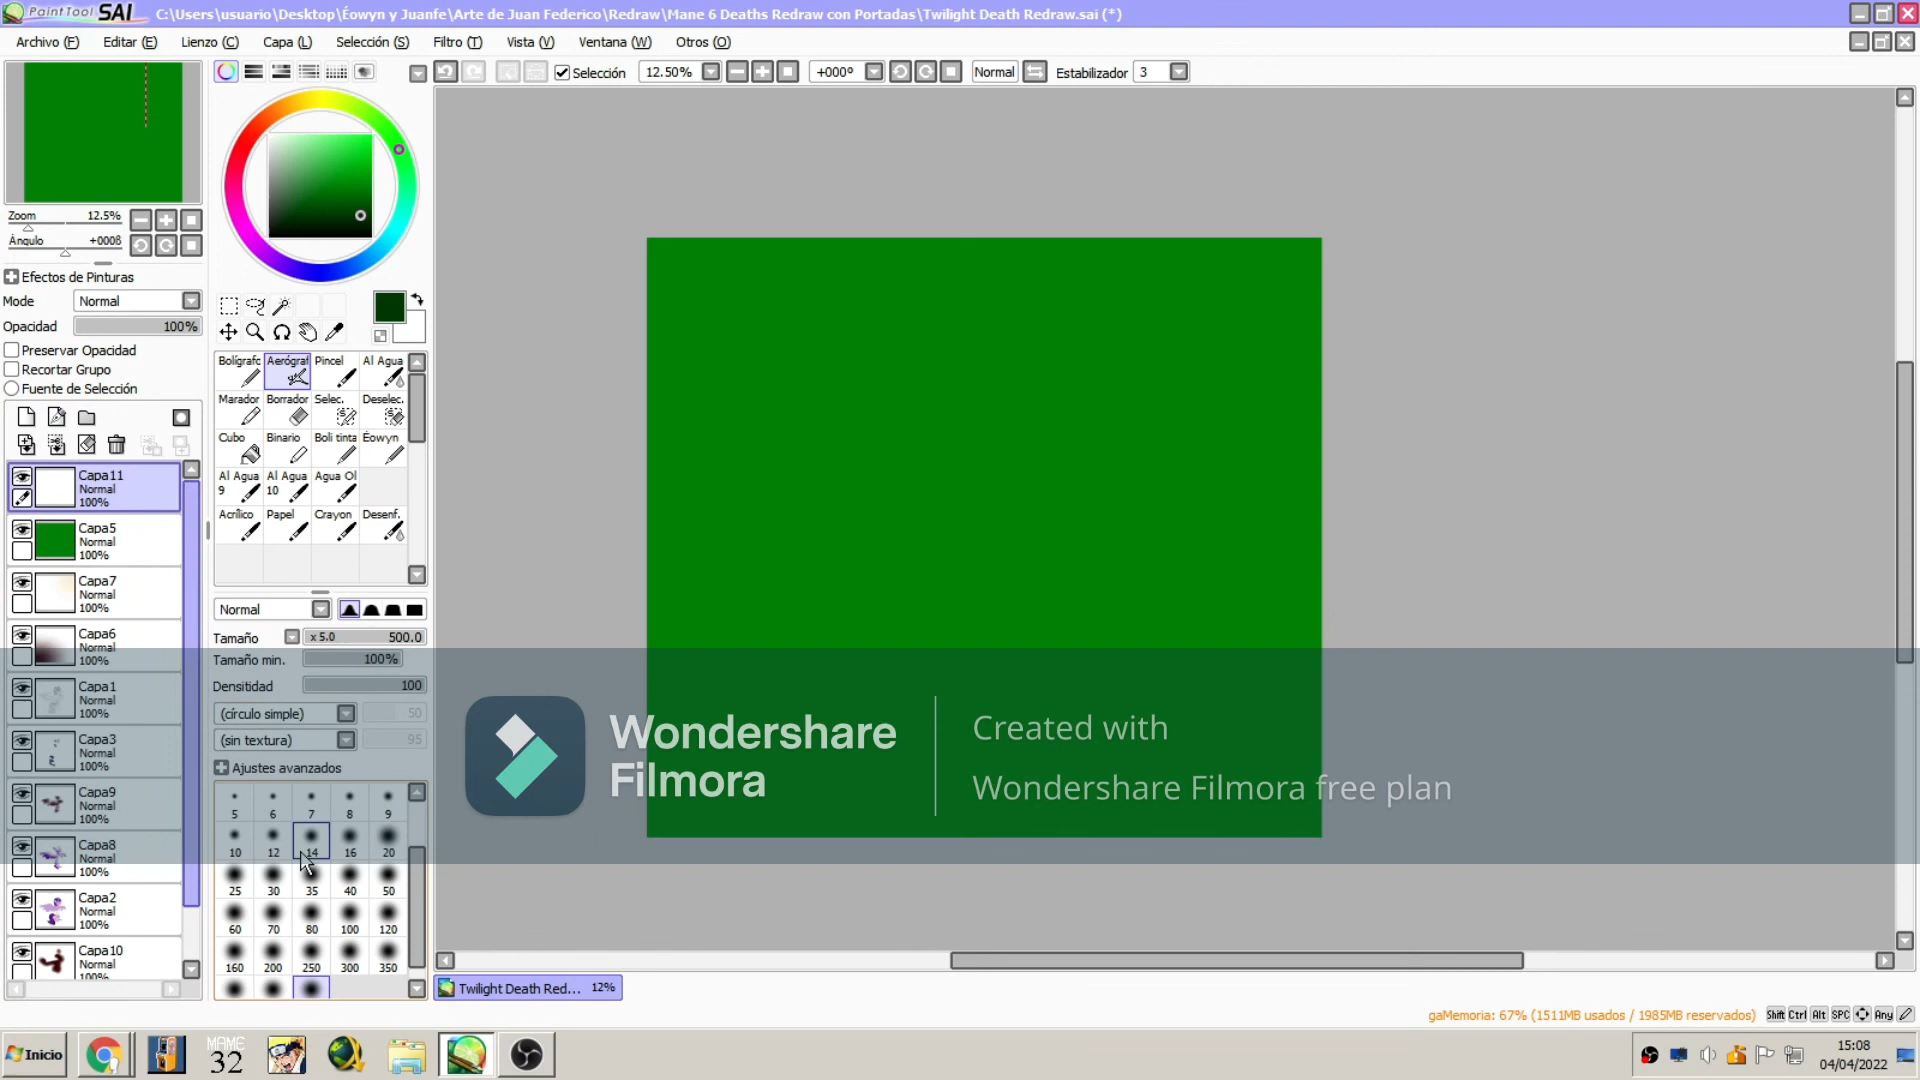 PaintTool SAI C:\Users\usuario\Desktop\Éowyn y Juanfe\Arte de Juan Federico\Redraw\Mane 6 Deaths Redraw con Portadas\Twilight Death Redraw.sai (*)
Archivo (F) Editar (E) Lienzo (C) Capa (L) Selección (S) Filtro (T) Vista (V) Ventana (W) Otros (O)
Selección 12.50% +000º Normal Estabilizador 3
Zoom 12.5%
Ángulo +000º
Efectos de Pinturas
Mode Normal
Opacidad 100%
Preservar Opacidad
Recortar Grupo
Fuente de Selección
Capa11
Normal
100%
Capa5
Normal
100%
Capa7
Normal
100%
Capa6
Normal
100%
Capa1
Normal
100%
Capa3
Normal
100%
Capa9
Normal
100%
Capa8
Normal
100%
Capa2
Normal
100%
Capa10
Normal
100%
Bolígrafo Aerógraf Pincel Al Agua
Marador Borrador Selec. Deselec.
Cubo Binario Boli tinta Éowyn
Al Agua 9 Al Agua 10 Agua Ol
Acrílico Papel Crayon Desenf.
Normal
Tamaño x 5.0 500.0
Tamaño min. 100%
Densitidad 100
(círculo simple) 50
(sin textura) 95
Ajustes avanzados
5 6 7 8 9
10 12 14 16 20
25 30 35 40 50
60 70 80 100 120
160 200 250 300 350
Wondershare
Filmora
Created with
Wondershare Filmora free plan
Twilight Death Red... 12%
gaMemoria: 67% (1511MB usados / 1985MB reservados) Shift Ctrl Alt SPC Any
Inicio
MAME
32
15:08
04/04/2022